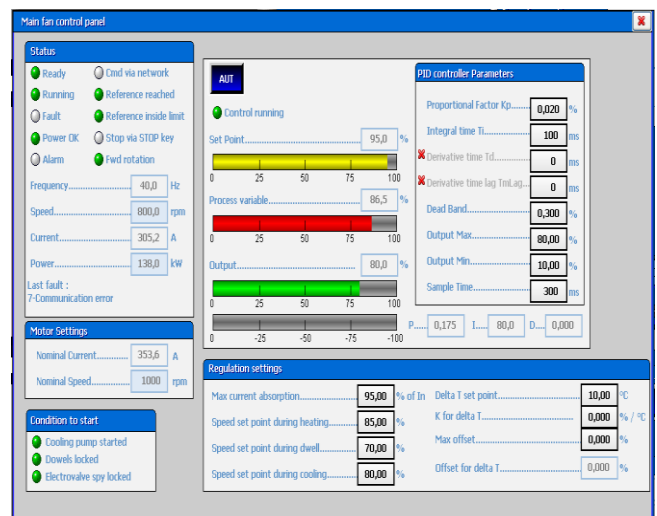 Main fan control panel
Status
Ready Cmd via network
Running Reference reached
Fault Reference inside limit
Power OK Stop via STOP key
Alarm Fwd rotation
Frequency 40,0 Hz
Speed 800,0 rpm
Current 305,2 A
Power 138,0 kW
Last fault :
7-Communication error
Motor Settings
Nominal Current 353,6 A
Nominal Speed 1000 rpm
Condition to start
Cooling pump started
Dowels locked
Electrovalve spy locked
AUT
Control running
Set Point 95,0 %
0 25 50 75 100
Process variable 86,5 %
0 25 50 75 100
Output 80,0 %
0 25 50 75 100
0 -25 -50 -75 -100
PID controller Parameters
Proportional Factor Kp 0,020 %
Integral time Ti 100 ms
Derivative time Td 0 ms
Derivative time lag TmLag 0 ms
Dead Band 0,300 %
Output Max 80,00 %
Output Min 10,00 %
Sample Time 300 ms
P 0,175 I 80,0 D 0,000
Regulation settings
Max current absorption 95,00 % of In
Speed set point during heating 85,00 %
Speed set point during dwell 70,00 %
Speed set point during cooling 80,00 %
Delta T set point 10,00 °C
K for delta T 0,000 % / °C
Max offset 0,000 %
Offset for delta T 0,000 %